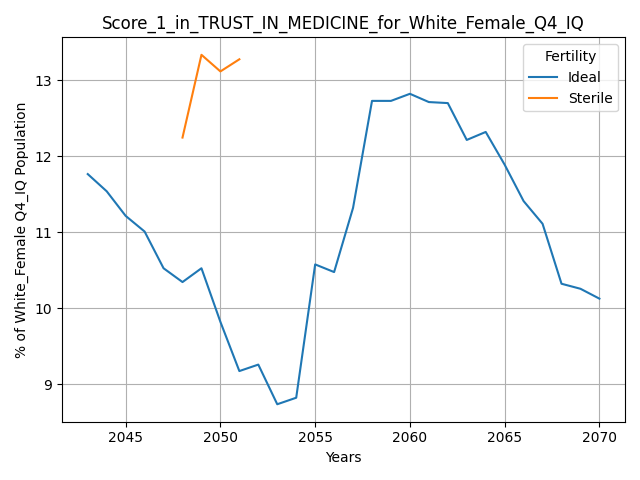 Score_1_in_TRUST_IN_MEDICINE_for_White_Female_Q4_IQ
Fertility
Ideal
Sterile
% of White_Female Q4_IQ Population
13
12
11
10
9
2045 2050 2055 2060 2065 2070
Years